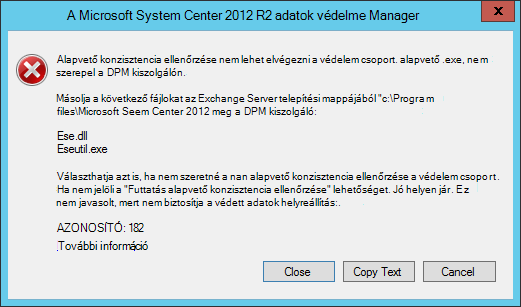 A Microsoft System Center 2012 R2 adatok védelme Manager
x
Alapvető konzisztencia ellenőrzése nem lehet elvégezni a védelem csoport. alapvető .exe, nem
szerepel a DPM kiszolgálón.
Másolja a következő fájlokat az Exchange Server telepítési mappájából "c:\Program
files\Microsoft Seem Center 2012 meg a DPM kiszolgáló:
Ese.dll
Eseutil.exe
Választhatja azt is, ha nem szeretné a nan alapvető konzisztencia ellenőrzése a védelem csoport.
Ha nem jelöli a "Futtatás alapvető konzisztencia ellenőrzése" lehetőséget. Jó helyen jár. Ez
nem javasolt, mert nem biztosítja a védett adatok helyreállítás:.
AZONOSÍTÓ: 182
.További információ
Close
Copy Text
Cancel